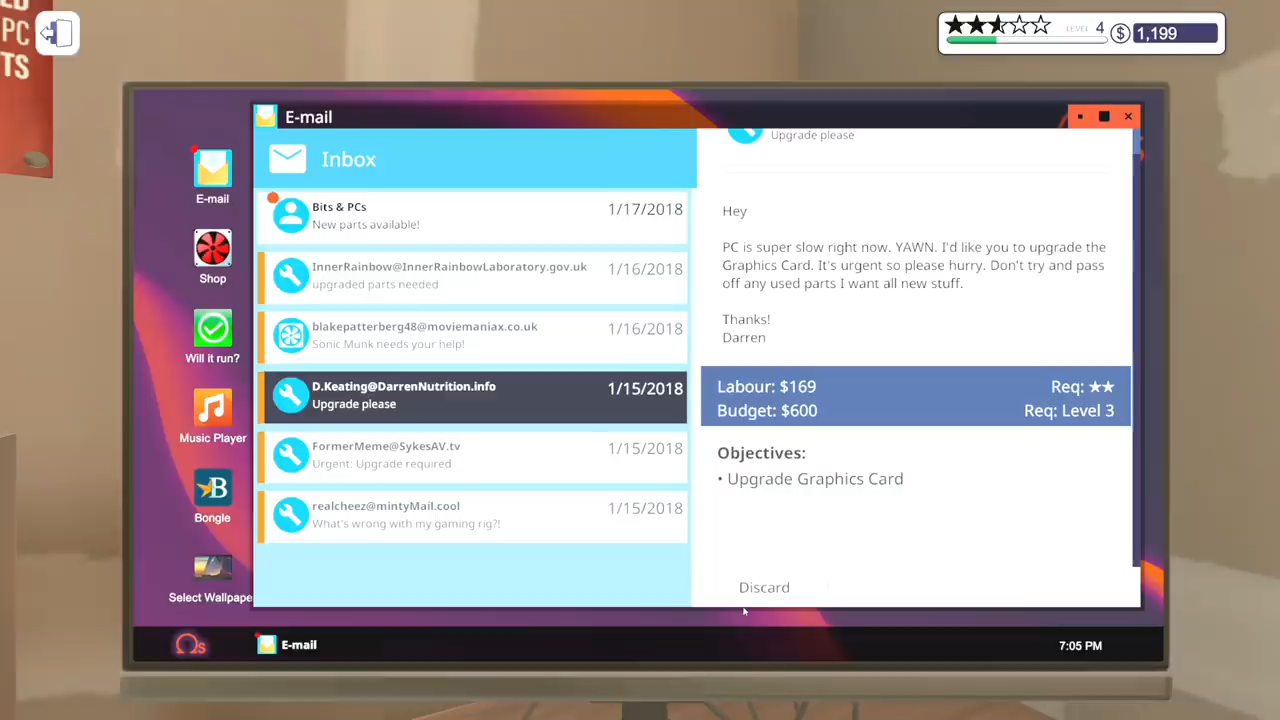 PC
TS
LEVEL 4
$ 1,199
E-mail
Inbox
Bits & PCs
1/17/2018
New parts available!
InnerRainbow@InnerRainbowLaboratory.gov.uk
1/16/2018
upgraded parts needed
blakepatterberg48@moviemaniax.co.uk
1/16/2018
Sonic Munk needs your help!
D.Keating@DarrenNutrition.info
1/15/2018
Upgrade please
FormerMeme@SykesAV.tv
1/15/2018
Urgent: Upgrade required
realcheez@mintyMail.cool
1/15/2018
What's wrong with my gaming rig?!
Upgrade please
Hey
PC is super slow right now. YAWN. I'd like you to upgrade the
Graphics Card. It's urgent so please hurry. Don't try and pass
off any used parts I want all new stuff.
Thanks!
Darren
Labour: $169
Req: ★★
Budget: $600
Req: Level 3
Objectives:
• Upgrade Graphics Card
Discard
E-mail
Shop
Will it run?
Music Player
B
Bongle
Select Wallpape
Ωs
E-mail
7:05 PM